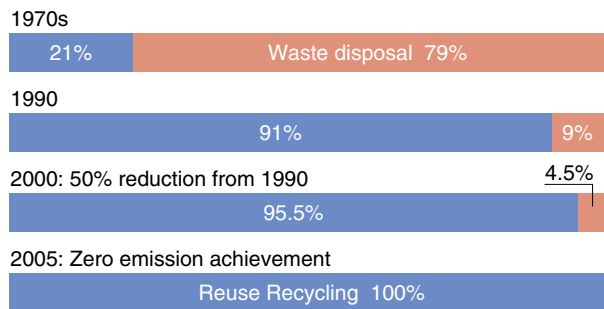 1970s
21% Waste disposal 79%
1990
91% 9%
2000: 50% reduction from 1990 4.5%
95.5%
2005: Zero emission achievement
Reuse Recycling 100%